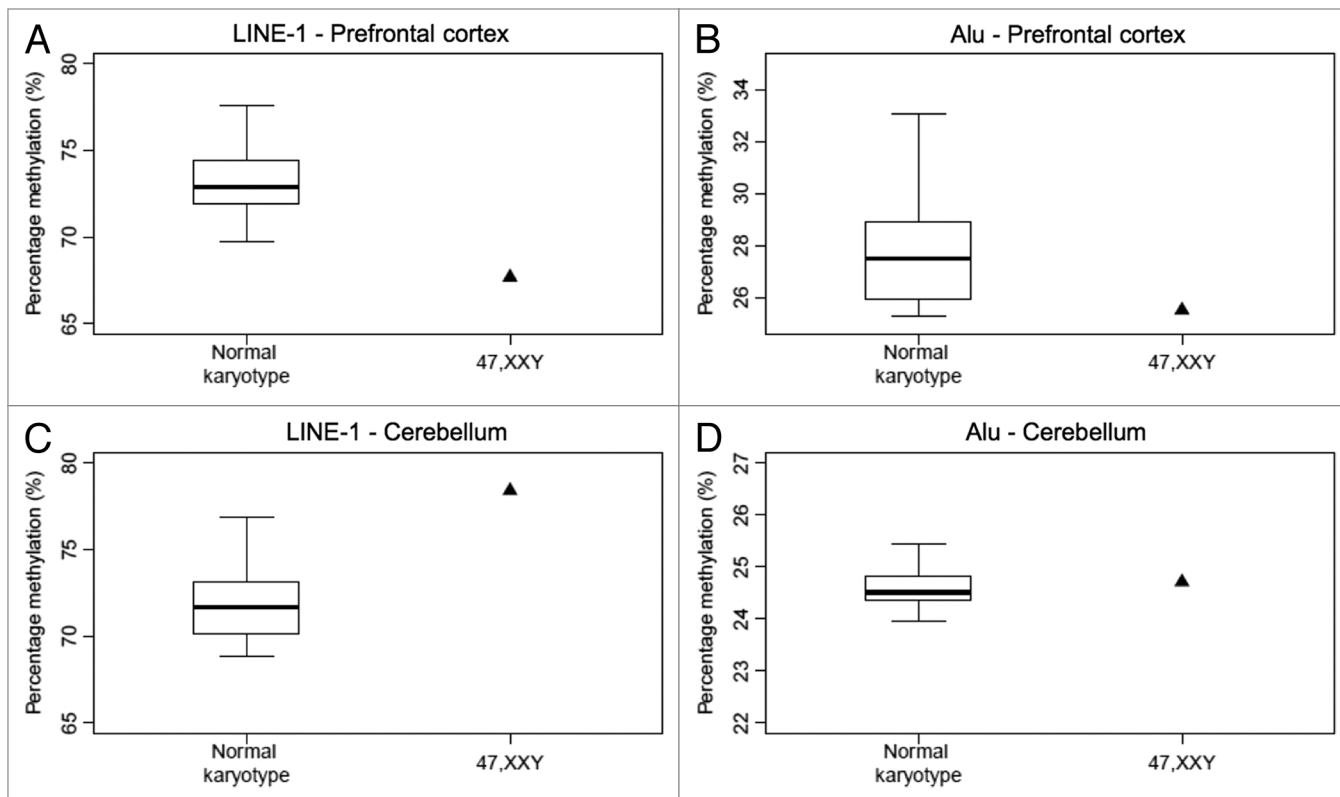 A
LINE-1 - Prefrontal cortex
Percentage methylation (%)
80
75
70
65
Normal
karyotype
47,XXY
B
Alu - Prefrontal cortex
Percentage methylation (%)
34
32
30
28
26
Normal
karyotype
47,XXY
C
LINE-1 - Cerebellum
Percentage methylation (%)
80
75
70
65
Normal
karyotype
47,XXY
D
Alu - Cerebellum
Percentage methylation (%)
27
26
25
24
23
22
Normal
karyotype
47,XXY